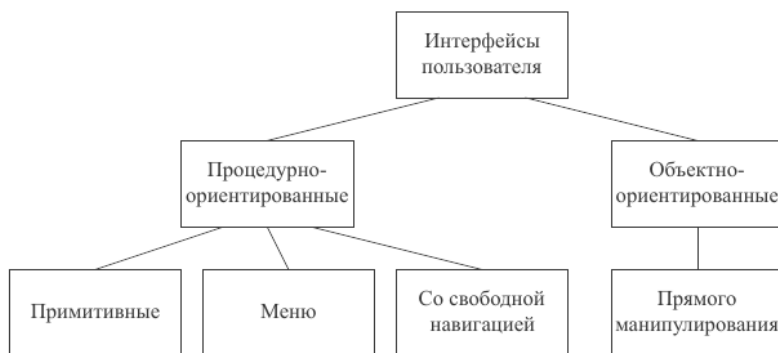 Интерфейсы
пользователя
Процедурно-
ориентированные
Объектно-
ориентированные
Примитивные
Меню
Со свободной
навигацией
Прямого
манипулирования